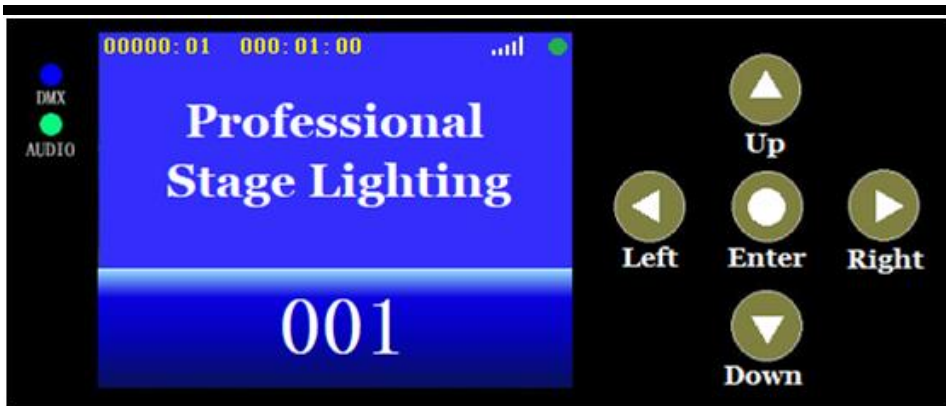 00000:01 000:01:00
DMX
AUDIO
Professional
Stage Lighting
001
Up
Left Enter Right
Down